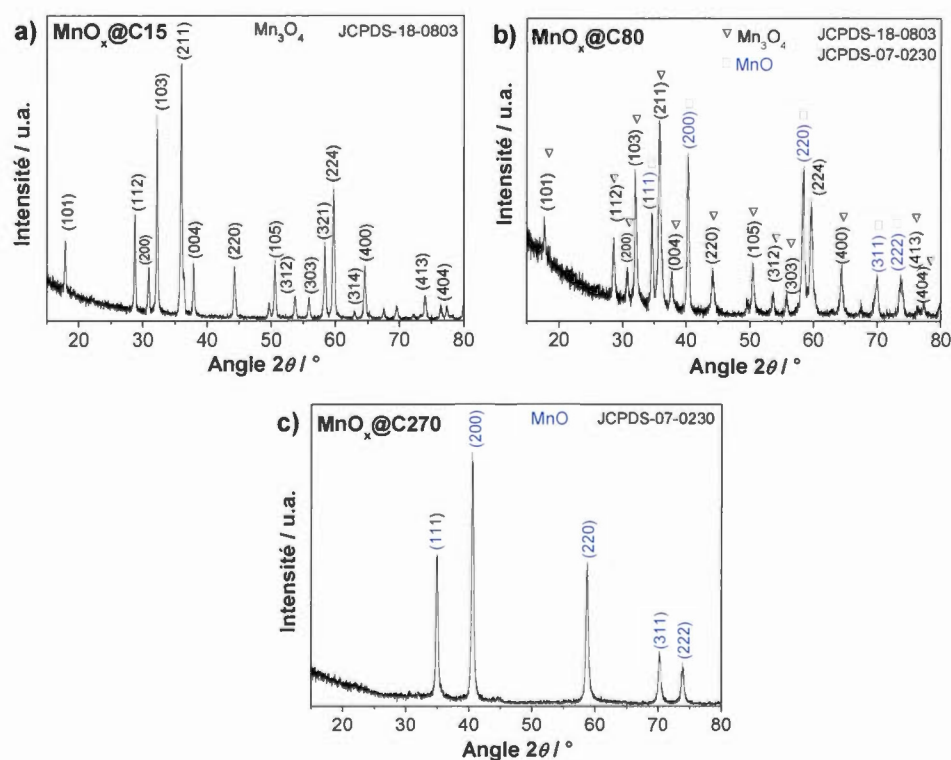 a)
MnOₓ@C15
Mn₃O₄
JCPDS-18-0803
(101)
(112)
(200)
(103)
(211)
(004)
(220)
(105)
(312)
(303)
(321)
(224)
(314)
(400)
(413)
(404)
Intensité / u.a.
20 30 40 50 60 70 80
Angle 2θ / °
b)
MnOₓ@C80
Mn₃O₄
MnO
JCPDS-18-0803
JCPDS-07-0230
(101)
(112)
(200)
(103)
(111)
(211)
(004)
(200)
(220)
(105)
(312)
(303)
(220)
(224)
(400)
(311)
(222)
(413)
(404)
Intensité / u.a.
20 30 40 50 60 70 80
Angle 2θ / °
c)
MnOₓ@C270
MnO
JCPDS-07-0230
(111)
(200)
(220)
(311)
(222)
Intensité / u.a.
20 30 40 50 60 70 80
Angle 2θ / °